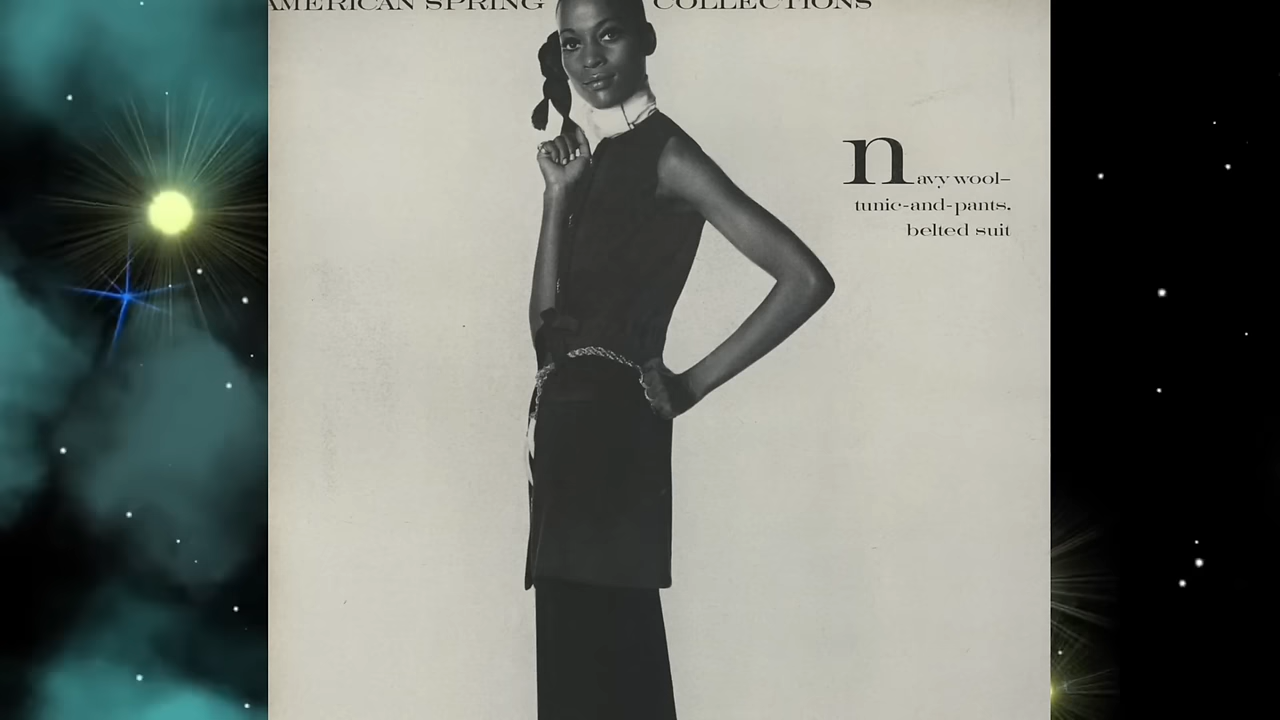 AMERICAN SPRING COLLECTIONS
navy wool-
tunic-and-pants,
belted suit